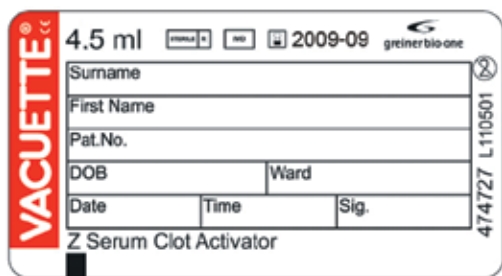 VACUETTE®
4.5 ml STERILE R IVD 2009-09 greiner bio-one
Surname
First Name
Pat.No.
DOB Ward
Date Time Sig.
Z Serum Clot Activator
474727 L110501
2